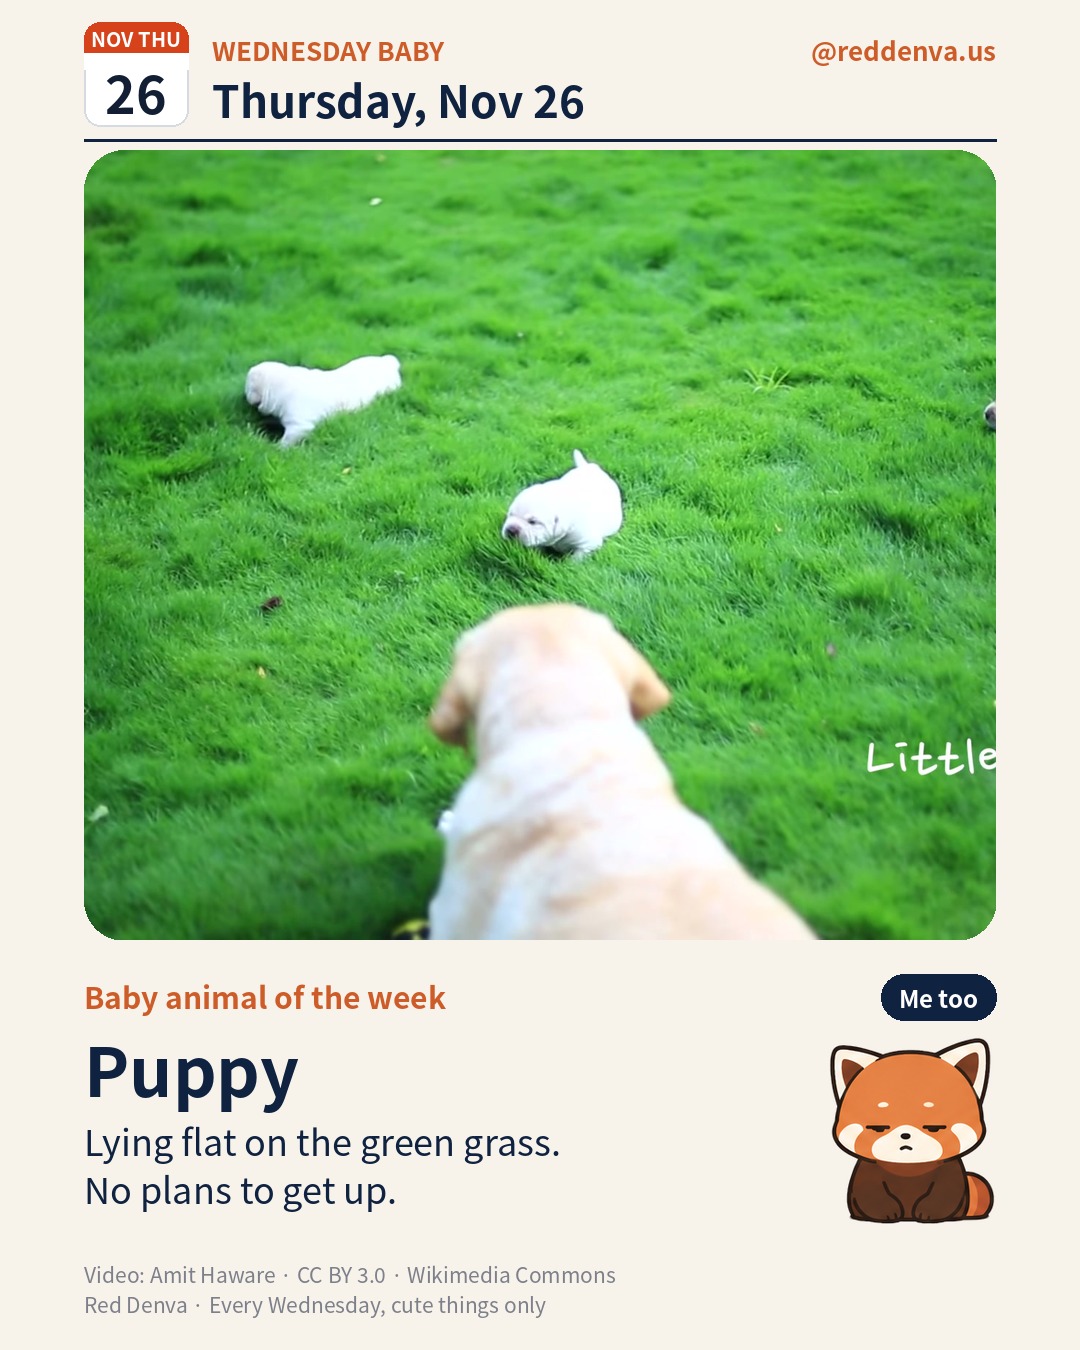 NOV THU
26
WEDNESDAY BABY
Thursday, Nov 26
@reddenva.us
Little
Baby animal of the week
Me too
Puppy
Lying flat on the green grass.
No plans to get up.
Video: Amit Haware · CC BY 3.0 · Wikimedia Commons
Red Denva · Every Wednesday, cute things only